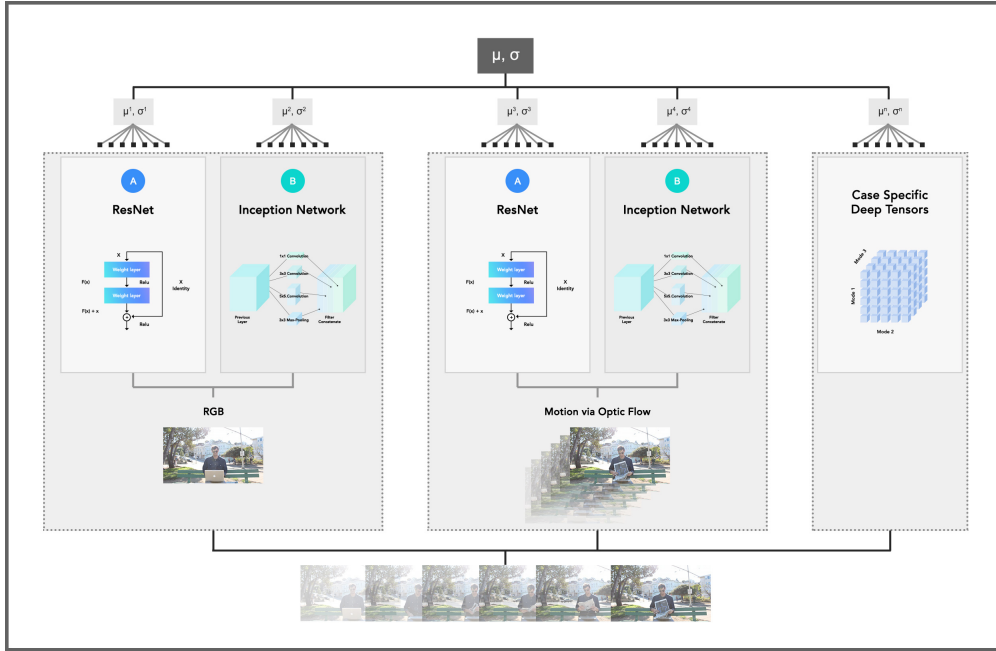 μ, σ
μ¹, σ¹
μ², σ²
μ³, σ³
μ⁴, σ⁴
μⁿ, σⁿ
A
ResNet
X
Weight layer
F(x)
Relu
X
Identity
Weight layer
F(x) + x
Relu
B
Inception Network
1x1 Convolution
3x3 Convolution
5x5 Convolution
3x3 Max-Pooling
Previous
Layer
Filter
Concatenate
RGB
A
ResNet
X
Weight layer
F(x)
Relu
X
Identity
Weight layer
F(x) + x
Relu
B
Inception Network
1x1 Convolution
3x3 Convolution
5x5 Convolution
3x3 Max-Pooling
Previous
Layer
Filter
Concatenate
Motion via Optic Flow
Case Specific
Deep Tensors
Mode 3
Mode 1
Mode 2